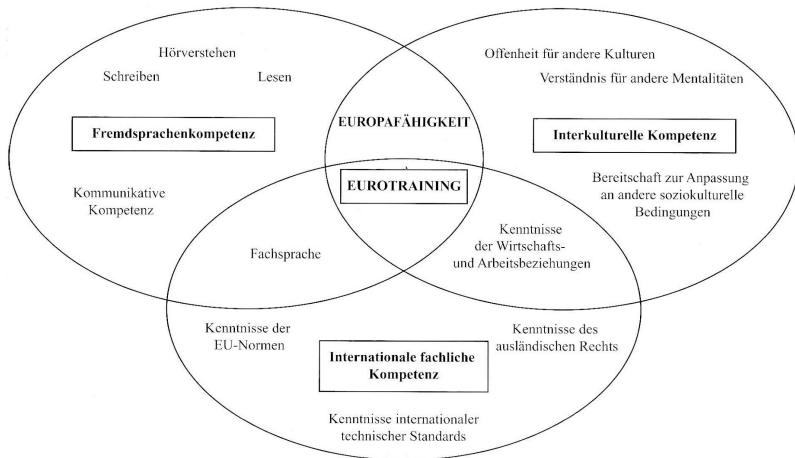 Hörverstehen
Schreiben
Lesen
Fremdsprachenkompetenz
Kommunikative
Kompetenz
EUROPAFÄHIGKEIT
EUROTRAINING
Offenheit für andere Kulturen
Verständnis für andere Mentalitäten
Interkulturelle Kompetenz
Bereitschaft zur Anpassung
an andere soziokulturelle
Bedingungen
Fachsprache
Kenntnisse
der Wirtschafts-
und Arbeitsbeziehungen
Kenntnisse der
EU-Normen
Internationale fachliche
Kompetenz
Kenntnisse des
ausländischen Rechts
Kenntnisse internationaler
technischer Standards